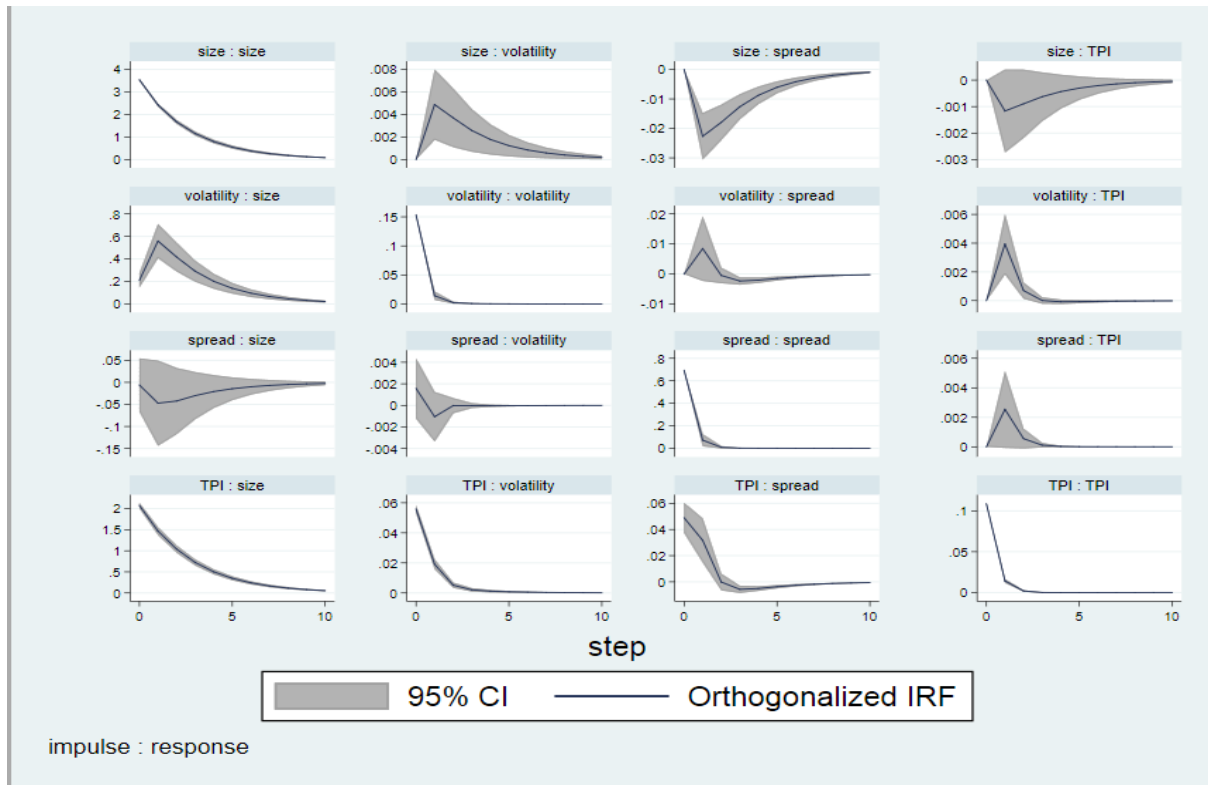 size : size
size : volatility
size : spread
size : TPI
4
3
2
1
0
.008
.006
.004
.002
0
0
-.01
-.02
-.03
0
-.001
-.002
-.003
volatility : size
volatility : volatility
volatility : spread
volatility : TPI
.8
.6
.4
.2
0
.15
.1
.05
0
.02
.01
0
-.01
.006
.004
.002
0
spread : size
spread : volatility
spread : spread
spread : TPI
.05
0
-.05
-.1
-.15
.004
.002
0
-.002
-.004
.8
.6
.4
.2
0
.006
.004
.002
0
TPI : size
TPI : volatility
TPI : spread
TPI : TPI
2
1.5
1
.5
0
.06
.04
.02
0
.06
.04
.02
0
.1
.05
0
0 5 10
0 5 10
0 5 10
0 5 10
step
95% CI
Orthogonalized IRF
impulse : response